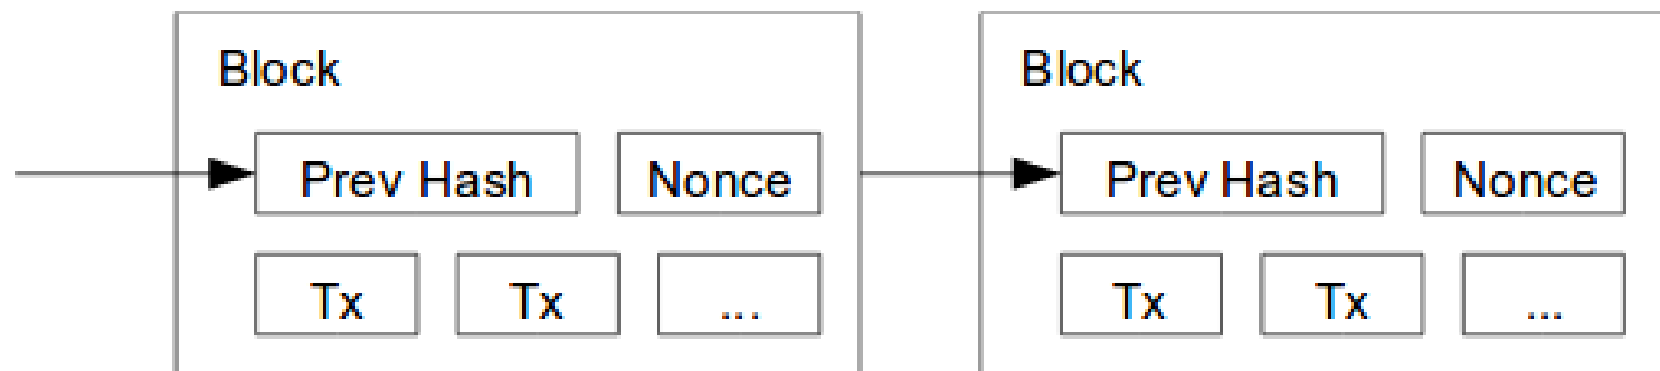 Block
Prev Hash Nonce
Tx Tx ...
Block
Prev Hash Nonce
Tx Tx ...